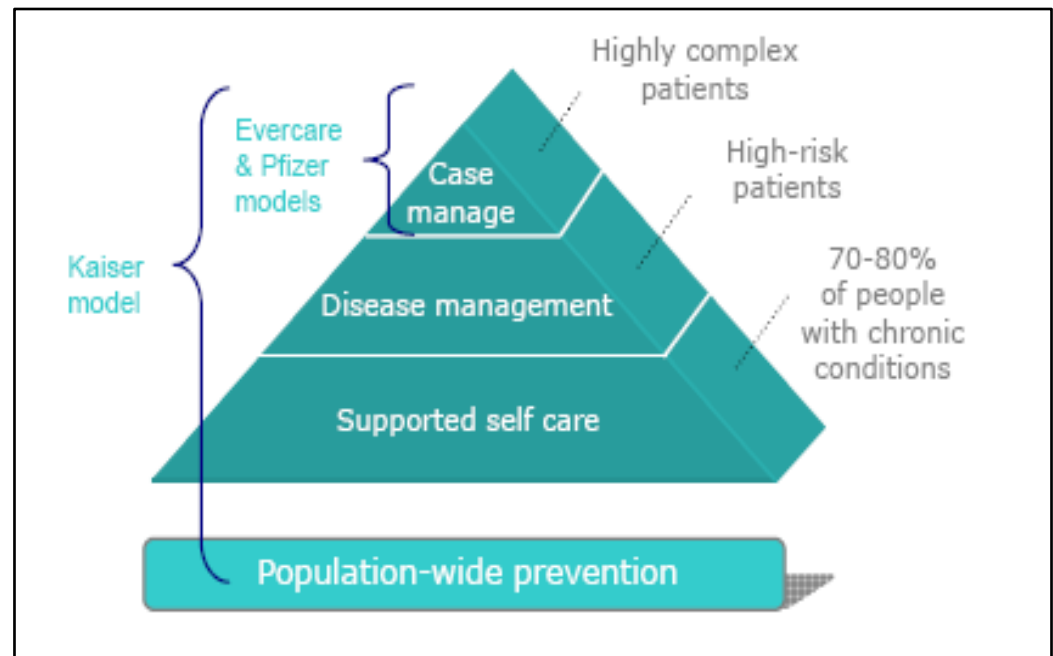 Highly complex
patients
Evercare
& Pfizer
models
High-risk
patients
Case
manage
Kaiser
model
70-80%
of people
with chronic
conditions
Disease management
Supported self care
Population-wide prevention